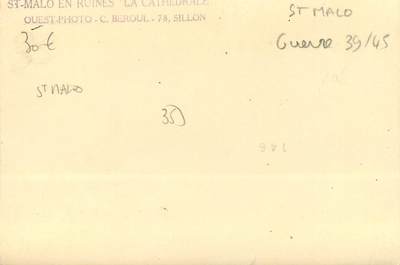 ST-MALO EN RUINES "LA CATHEDRALE"
OUEST-PHOTO - C. BEROUL - 78, SILLON
ST MALO
30 €
Guerre 39/45
ST MALO
35)